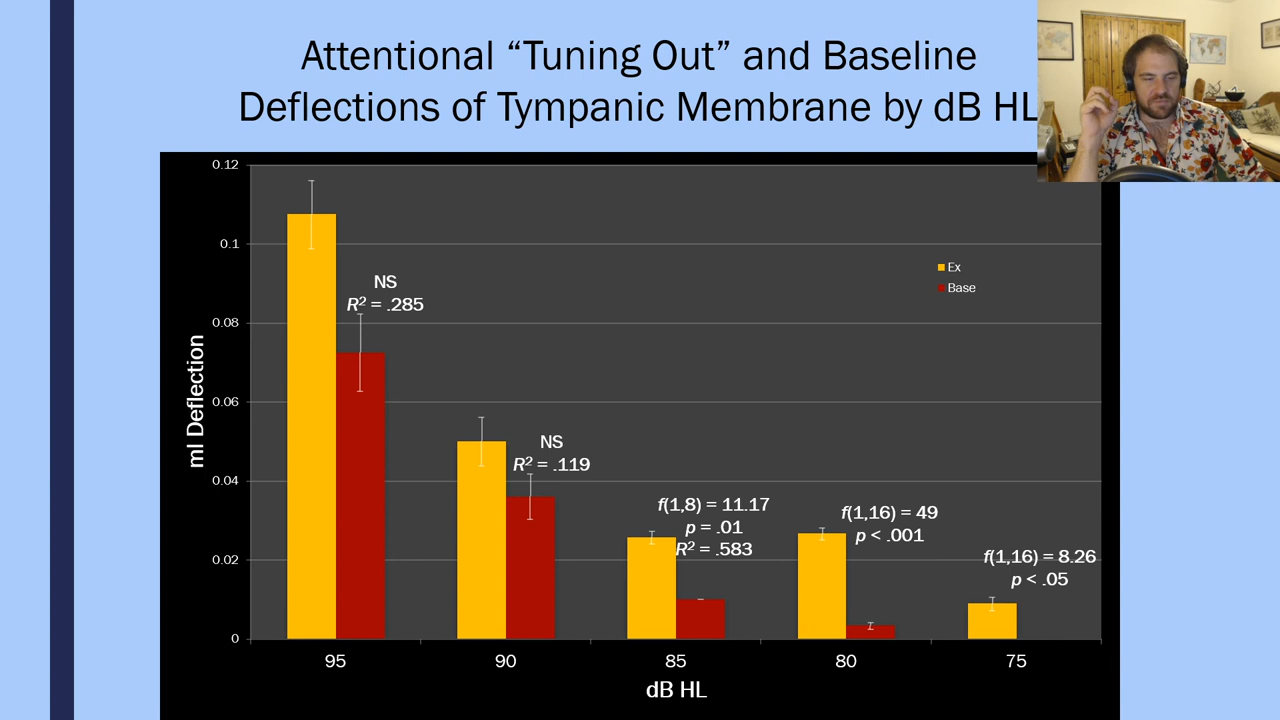 Attentional “Tuning Out” and Baseline
Deflections of Tympanic Membrane by dB HL
0.12
0.1
0.08
0.06
0.04
0.02
0
ml Deflection
Ex
Base
NS
R² = .285
NS
R² = .119
f(1,8) = 11.17
p = .01
R² = .583
f(1,16) = 49
p < .001
f(1,16) = 8.26
p < .05
95 90 85 80 75
dB HL